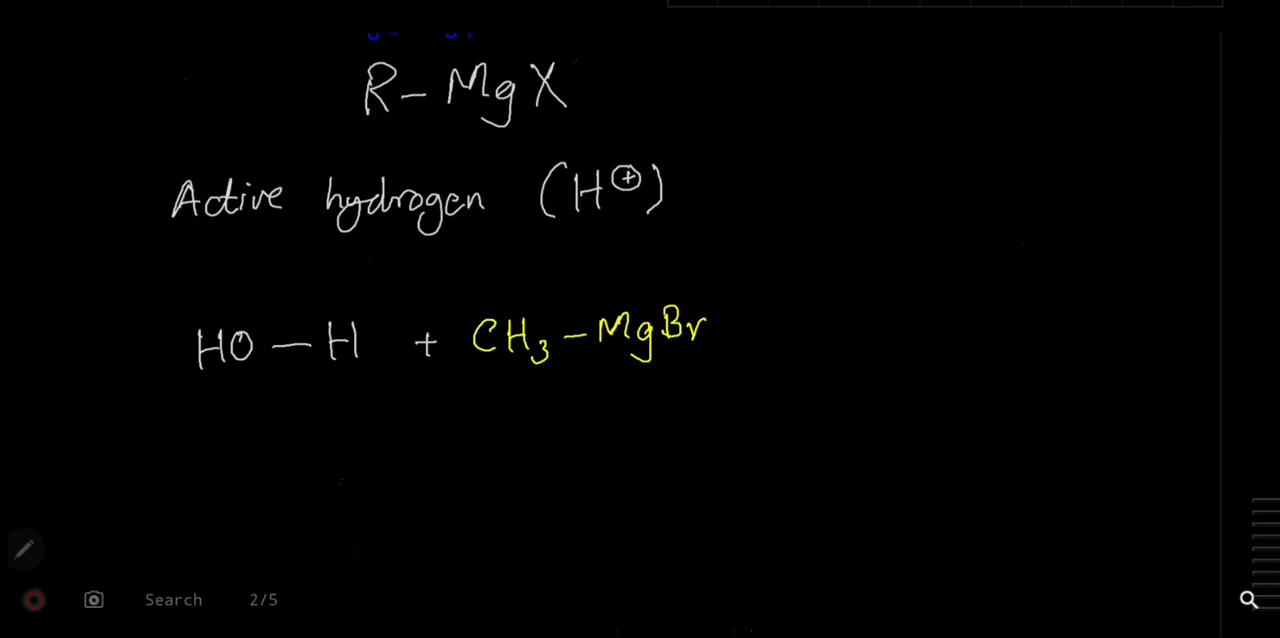 R-MgX
Active hydrogen (H⊕)
HO-H + CH₃-MgBr
Search 2/5